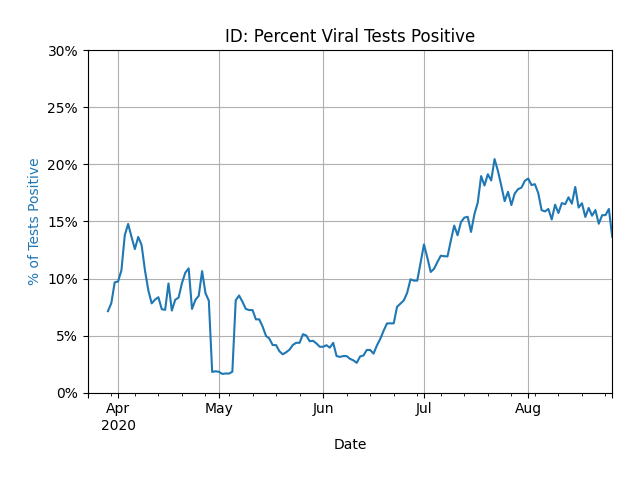 ID: Percent Viral Tests Positive
30%
25%
20%
15%
10%
5%
0%
% of Tests Positive
Apr
2020
May
Jun
Jul
Aug
Date